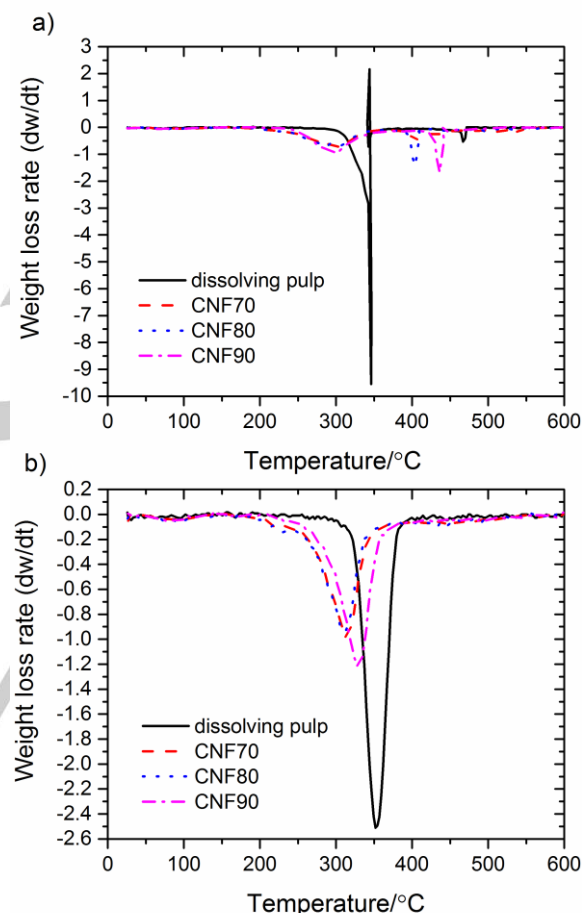 a)
3
2
1
0
-1
-2
-3
-4
-5
-6
-7
-8
-9
-10
Weight loss rate (dw/dt)
dissolving pulp
CNF70
CNF80
CNF90
0 100 200 300 400 500 600
Temperature/°C
b)
0.2
0.0
-0.2
-0.4
-0.6
-0.8
-1.0
-1.2
-1.4
-1.6
-1.8
-2.0
-2.2
-2.4
-2.6
Weight loss rate (dw/dt)
dissolving pulp
CNF70
CNF80
CNF90
0 100 200 300 400 500 600
Temperature/°C